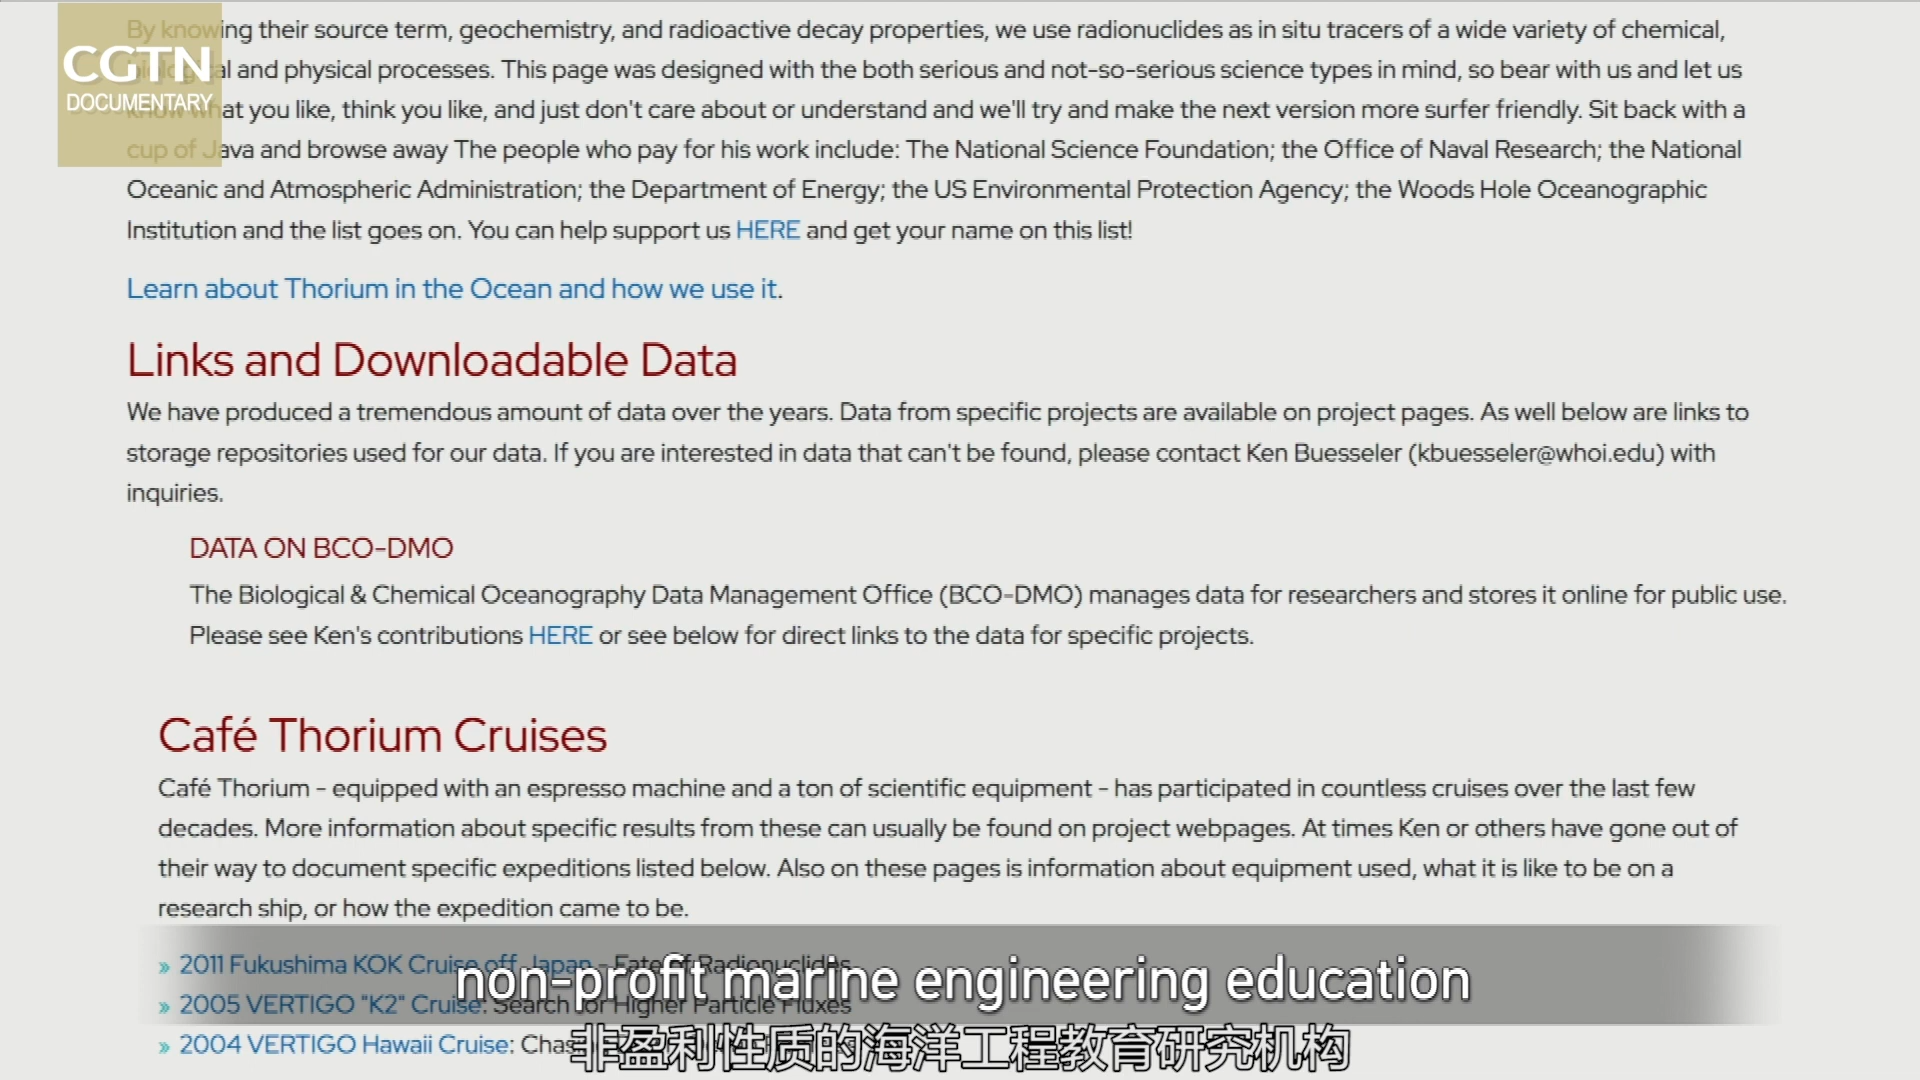 CGTN
DOCUMENTARY
By knowing their source term, geochemistry, and radioactive decay properties, we use radionuclides as in situ tracers of a wide variety of chemical,
biological and physical processes. This page was designed with the both serious and not-so-serious science types in mind, so bear with us and let us
know what you like, think you like, and just don't care about or understand and we'll try and make the next version more surfer friendly. Sit back with a
cup of Java and browse away The people who pay for his work include: The National Science Foundation; the Office of Naval Research; the National
Oceanic and Atmospheric Administration; the Department of Energy; the US Environmental Protection Agency; the Woods Hole Oceanographic
Institution and the list goes on. You can help support us HERE and get your name on this list!
Learn about Thorium in the Ocean and how we use it.
Links and Downloadable Data
We have produced a tremendous amount of data over the years. Data from specific projects are available on project pages. As well below are links to
storage repositories used for our data. If you are interested in data that can't be found, please contact Ken Buesseler (kbuesseler@whoi.edu) with
inquiries.
DATA ON BCO-DMO
The Biological & Chemical Oceanography Data Management Office (BCO-DMO) manages data for researchers and stores it online for public use.
Please see Ken's contributions HERE or see below for direct links to the data for specific projects.
Café Thorium Cruises
Café Thorium - equipped with an espresso machine and a ton of scientific equipment - has participated in countless cruises over the last few
decades. More information about specific results from these can usually be found on project webpages. At times Ken or others have gone out of
their way to document specific expeditions listed below. Also on these pages is information about equipment used, what it is like to be on a
research ship, or how the expedition came to be.
» 2011 Fukushima KOK Cruise off Japan - Fate of Radionuclides
» 2005 VERTIGO "K2" Cruise: Search for Higher Particle Fluxes
» 2004 VERTIGO Hawaii Cruise:
non-profit marine engineering education
非盈利性质的海洋工程教育研究机构